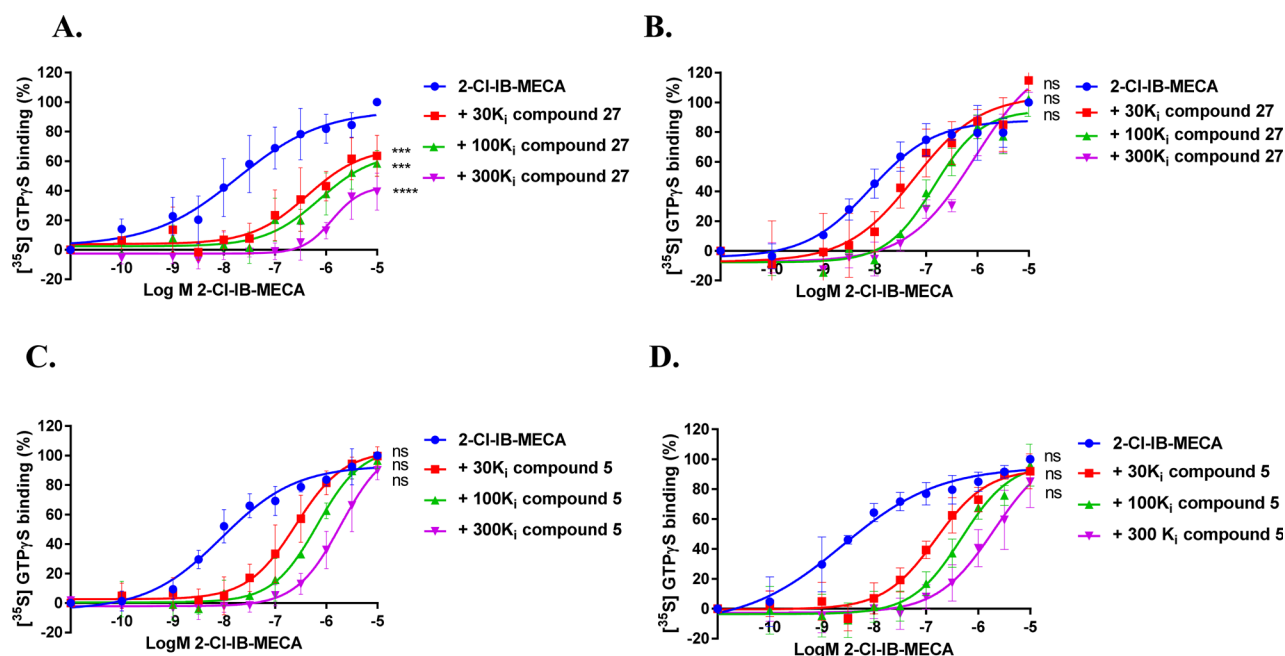 A.
[35S] GTPγS binding (%)
120
100
80
60
40
20
0
-20
-10
-9
-8
-7
-6
-5
Log M 2-Cl-IB-MECA
***
***
****
2-Cl-IB-MECA
+ 30Ki compound 27
+ 100Ki compound 27
+ 300Ki compound 27
B.
[35S] GTPγS binding (%)
120
100
80
60
40
20
0
-20
-10
-9
-8
-7
-6
-5
LogM 2-Cl-IB-MECA
ns
ns
ns
2-Cl-IB-MECA
+ 30Ki compound 27
+ 100Ki compound 27
+ 300Ki compound 27
C.
[35S] GTPγS binding (%)
120
100
80
60
40
20
0
-20
-10
-9
-8
-7
-6
-5
LogM 2-Cl-IB-MECA
ns
ns
ns
2-Cl-IB-MECA
+ 30Ki compound 5
+ 100Ki compound 5
+ 300Ki compound 5
D.
[35S] GTPγS binding (%)
120
100
80
60
40
20
0
-20
-10
-9
-8
-7
-6
-5
LogM 2-Cl-IB-MECA
ns
ns
ns
2-Cl-IB-MECA
+ 30Ki compound 5
+ 100Ki compound 5
+ 300 Ki compound 5